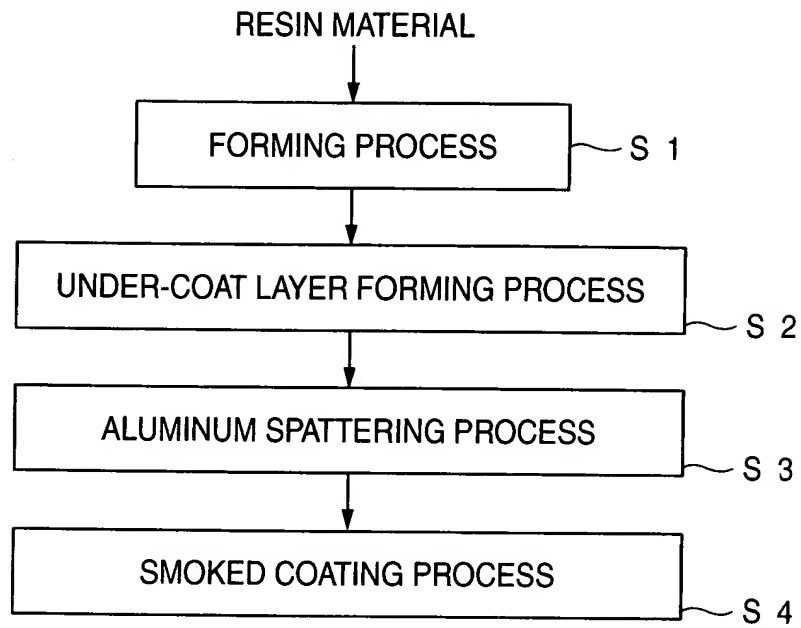 RESIN MATERIAL
FORMING PROCESS
S 1
UNDER-COAT LAYER FORMING PROCESS
S 2
ALUMINUM SPATTERING PROCESS
S 3
SMOKED COATING PROCESS
S 4